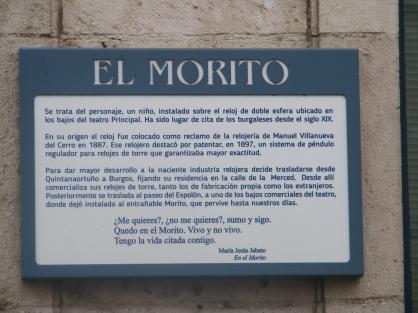 EL MORITO
Se trata del personaje, un niño, instalado sobre el reloj de doble esfera ubicado en
los bajos del teatro Principal. Ha sido lugar de cita de los burgaleses desde el siglo XIX.
En su origen el reloj fue colocado como reclamo de la relojería de Manuel Villanueva
del Cerro en 1887. Ese relojero destacó por patentar, en 1897, un sistema de péndulo
regulador para relojes de torre que garantizaba mayor exactitud.
Para dar mayor desarrollo a la naciente industria relojera decide trasladarse desde
Quintanaortuño a Burgos, fijando su residencia en la calle de la Merced. Desde allí
comercializa sus relojes de torre, tanto los de fabricación propia como los extranjeros.
Posteriormente se traslada al paseo del Espolón, a uno de los bajos comerciales del teatro,
donde dejó instalado al entrañable Morito, que pervive hasta nuestros días.
¿Me quieres?, ¿no me quieres?, sumo y sigo.
Quedo en el Morito. Vivo y no vivo.
Tengo la vida citada contigo.
María Jesús Jabato
En el Morito